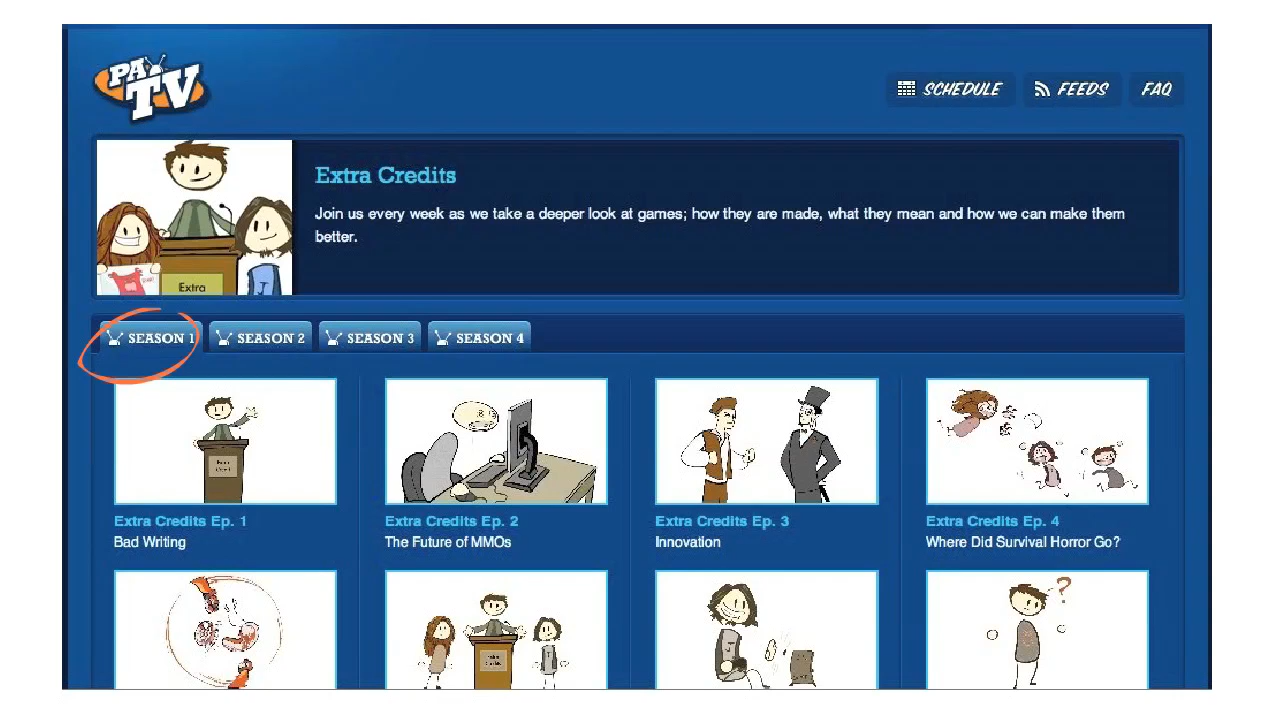 PA TV
SCHEDULE FEEDS FAQ
Extra Credits
Join us every week as we take a deeper look at games; how they are made, what they mean and how we can make them
better.
Extra
J
SEASON 1 SEASON 2 SEASON 3 SEASON 4
Extra Credits Ep. 1
Bad Writing
Extra Credits Ep. 2
The Future of MMOs
Extra Credits Ep. 3
Innovation
Extra Credits Ep. 4
Where Did Survival Horror Go?
Extra
Credits
J
?